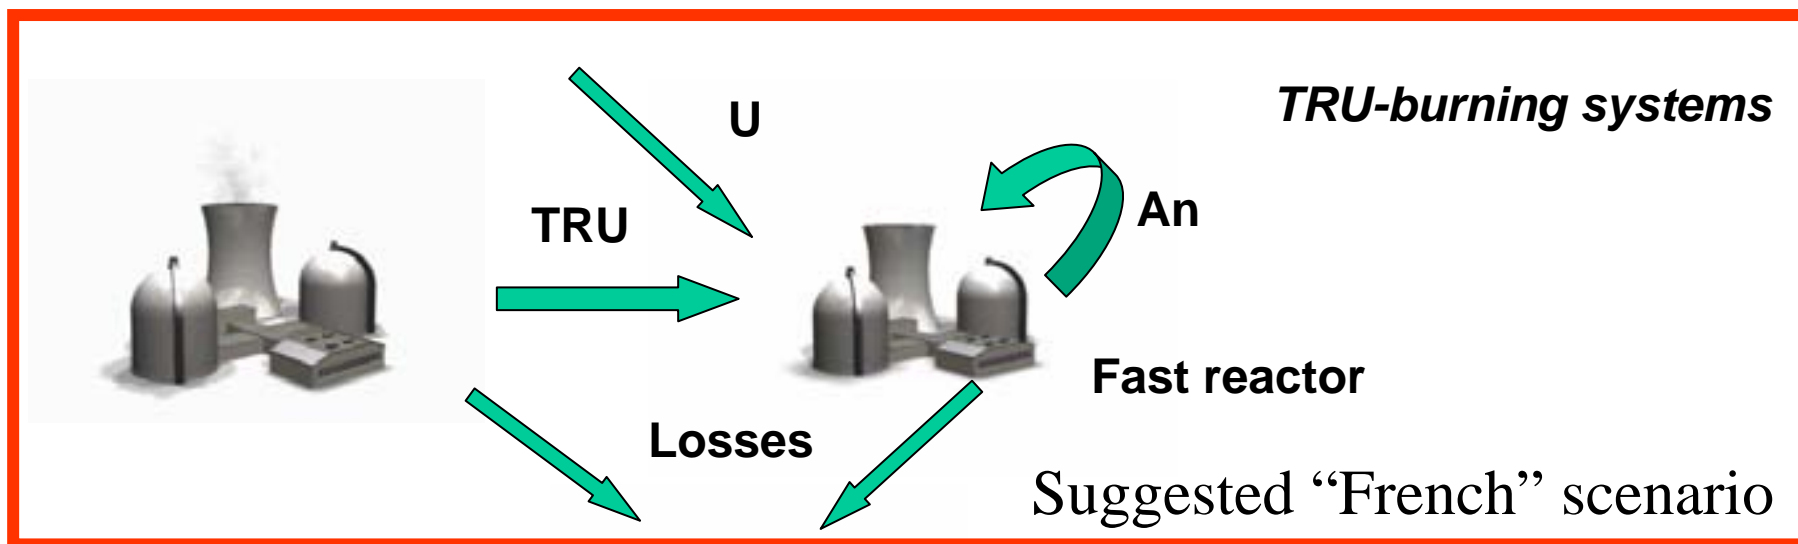 TRU-burning systems
U
TRU
An
Fast reactor
Losses
Suggested “French” scenario